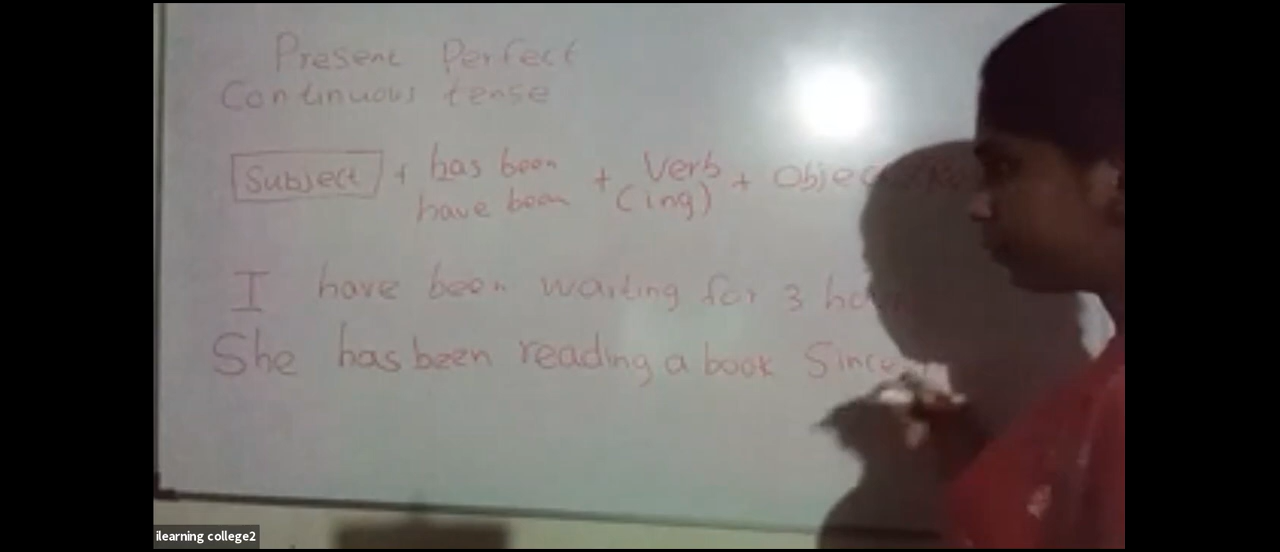 Present Perfect
Continuous tense
Subject + has been + Verb + Object
have been (ing)
I have been waiting for 3
She has been reading a book Since
ilearning college2